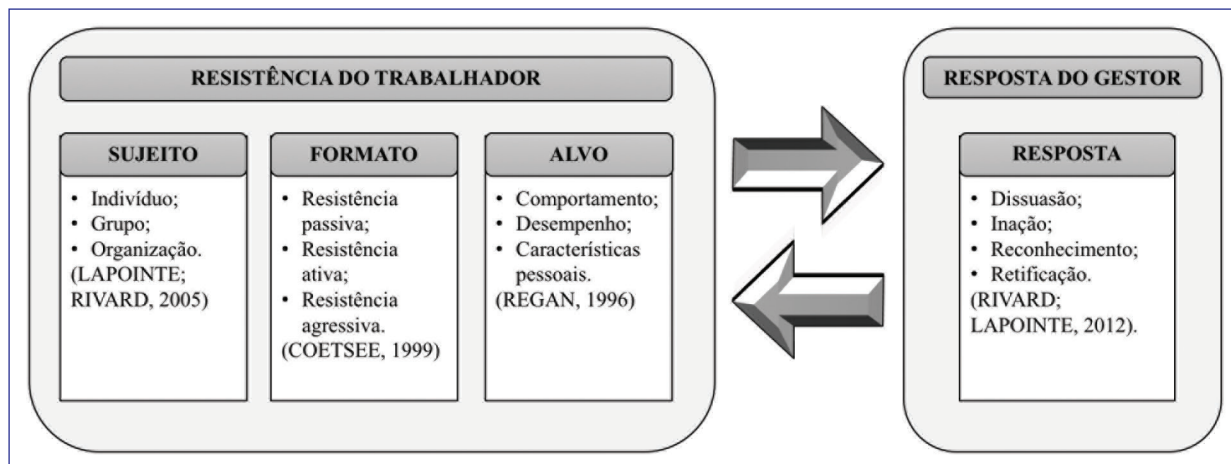 RESISTÊNCIA DO TRABALHADOR
SUJEITO
• Indivíduo;
• Grupo;
• Organização.
(LAPOINTE;
RIVARD, 2005)
FORMATO
• Resistência
passiva;
• Resistência
ativa;
• Resistência
agressiva.
(COETSEE, 1999)
ALVO
• Comportamento;
• Desempenho;
• Características
pessoais.
(REGAN, 1996)
RESPOSTA DO GESTOR
RESPOSTA
• Dissuasão;
• Inação;
• Reconhecimento;
• Retificação.
(RIVARD;
LAPOINTE, 2012).